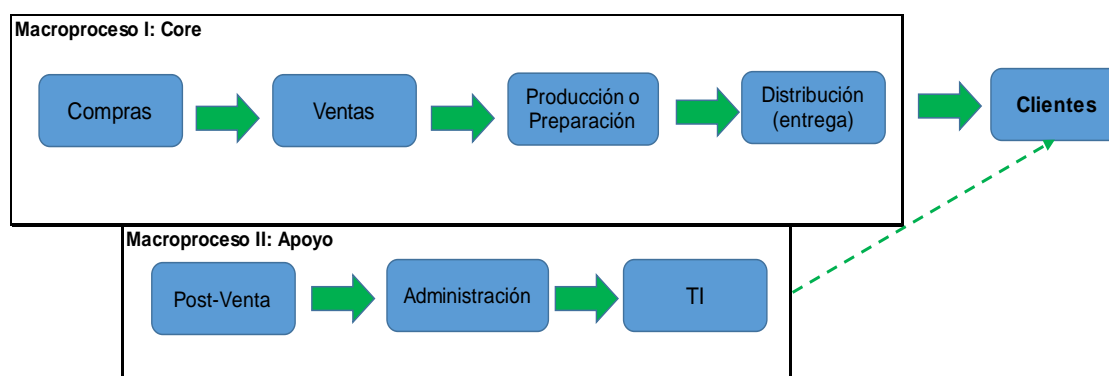 Macroproceso I: Core
Compras
Ventas
Producción o
Preparación
Distribución
(entrega)
Clientes
Macroproceso II: Apoyo
Post-Venta
Administración
TI